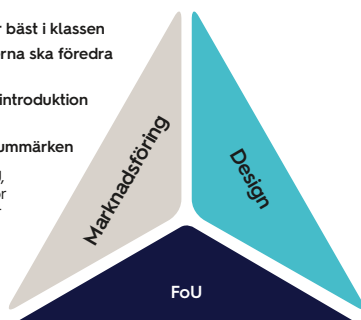 bäst i klassen
rna ska föredra
introduktion
ummärken
Marknadsföring
Design
FoU